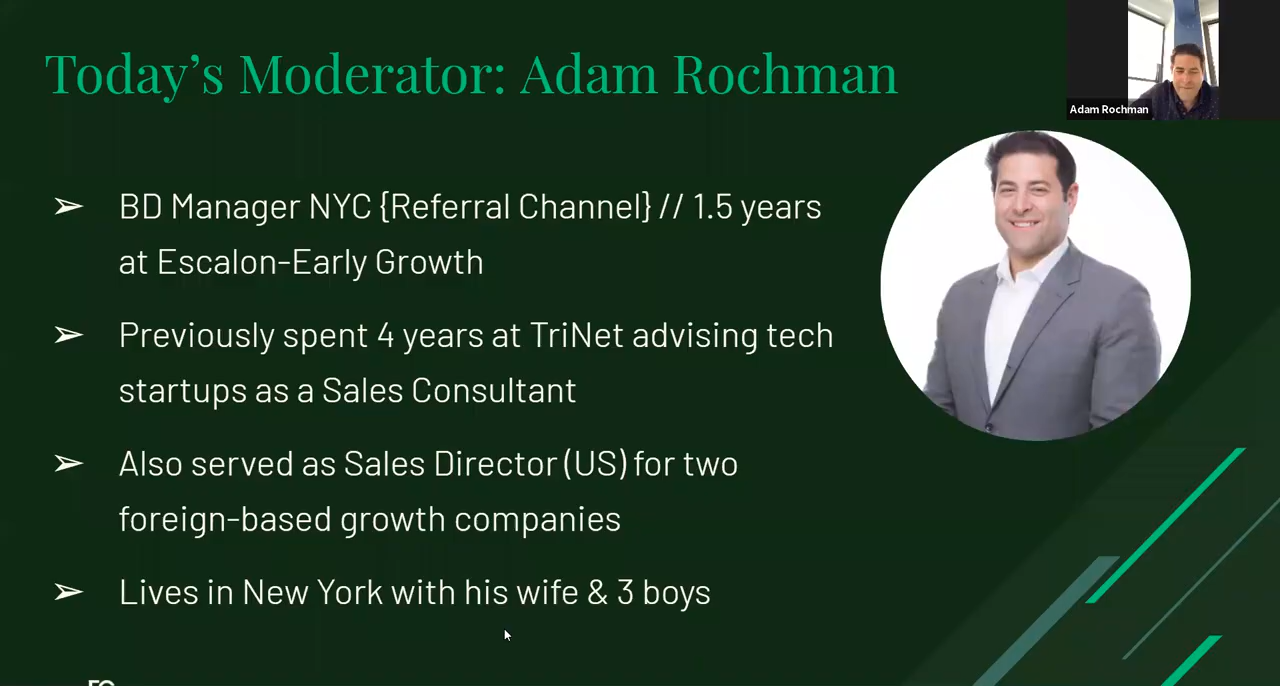 Today's Moderator: Adam Rochman
Adam Rochman
➢ BD Manager NYC {Referral Channel} // 1.5 years
at Escalon-Early Growth
➢ Previously spent 4 years at TriNet advising tech
startups as a Sales Consultant
➢ Also served as Sales Director (US) for two
foreign-based growth companies
➢ Lives in New York with his wife & 3 boys